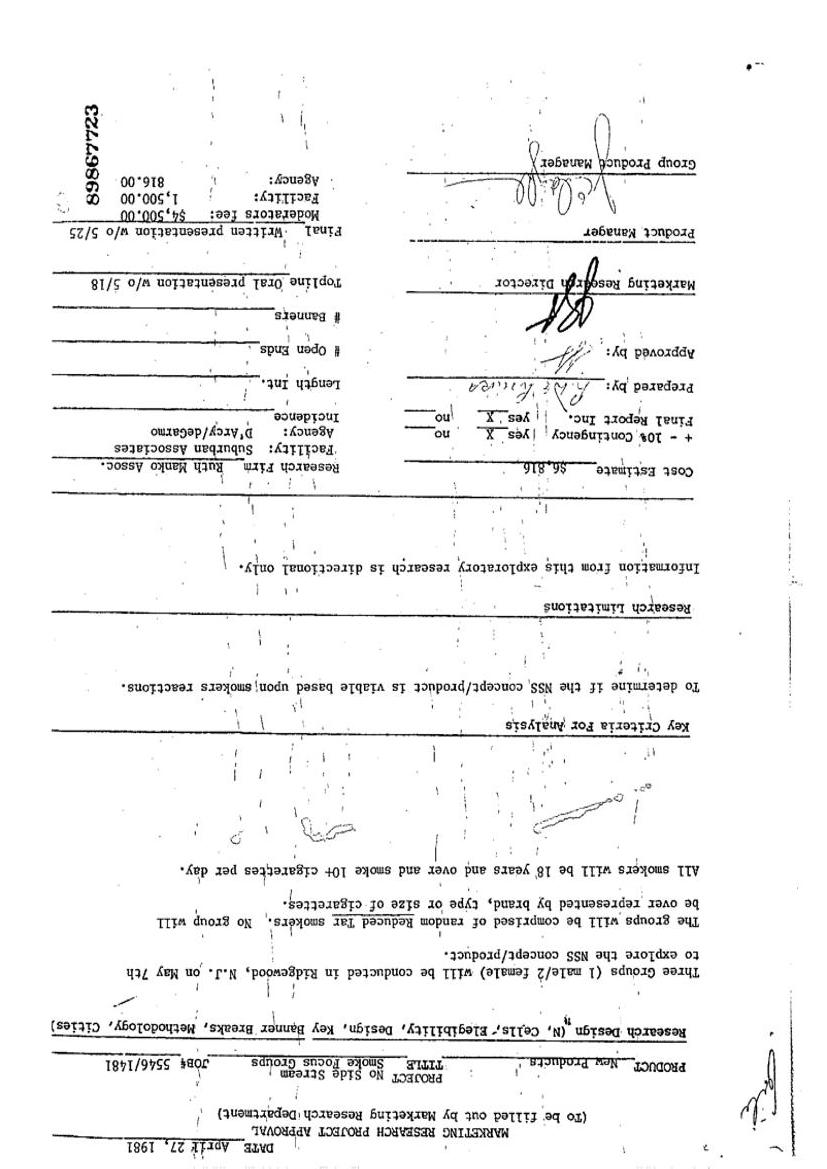 DATE April 27, 1981
MARKETING RESEARCH PROJECT APPROVAL
(To be filled out by Marketing Research Department)
PROJECT No Side Stream
PRODUCT New Products TITLE Smoke Focus Groups JOB# 5546/1481
Research Design (N, Cells, Elegibility, Design, Key Banner Breaks, Methodology, Cities)
Three Groups (1 male/2 female) will be conducted in Ridgewood, N.J. on May 7th
to explore the NSS concept/product.
The groups will be comprised of random Reduced Tar smokers. No group will
be over represented by brand, type or size of cigarettes.
All smokers will be 18 years and over and smoke 10+ cigarettes per day.
Key Criteria For Analysis
To determine if the NSS concept/product is viable based upon smokers reactions.
Research Limitations
Information from this exploratory research is directional only.
Cost Estimate $6,816
+ - 10% Contingency yes X no
Final Report Inc. yes X no
Prepared by:
Approved by:
Marketing Research Director
Product Manager
Group Product Manager
Research Firm Ruth Manko Assoc.
Facility: Suburban Associates
Agency: D'Arcy/deGarmo
Incidence
Length Int.
# Open Ends
# Banners
Topline Oral presentation w/o 5/18
Final Written presentation w/o 5/25
Moderators fee: $4,500.00
Facility: 1,500.00
Agency: 816.00
89867723